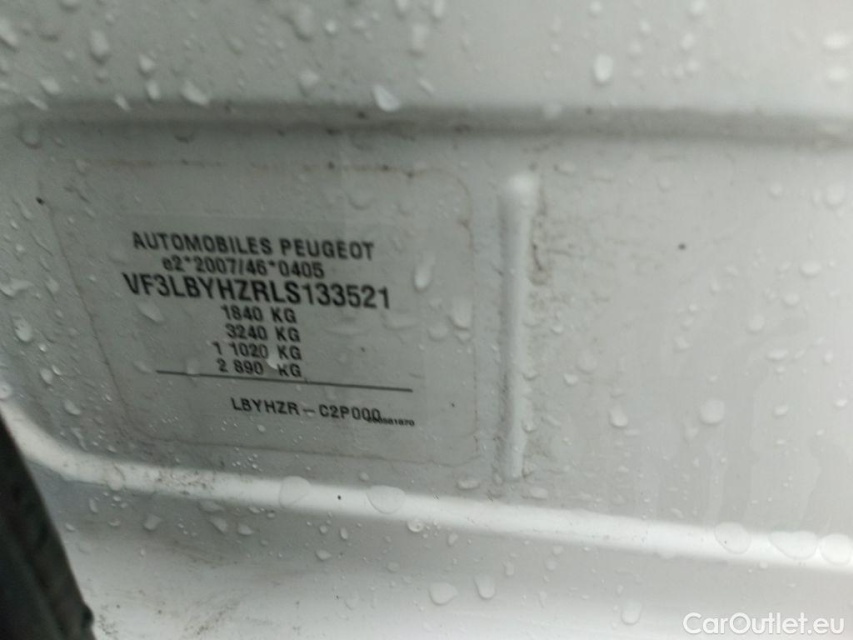 AUTOMOBILES PEUGEOT
e2*2007/46*0405
VF3LBYHZRLS133521
1840 KG
3240 KG
1 1020 KG
2 890 KG
LBYHZR - C2P000
CarOutlet.eu